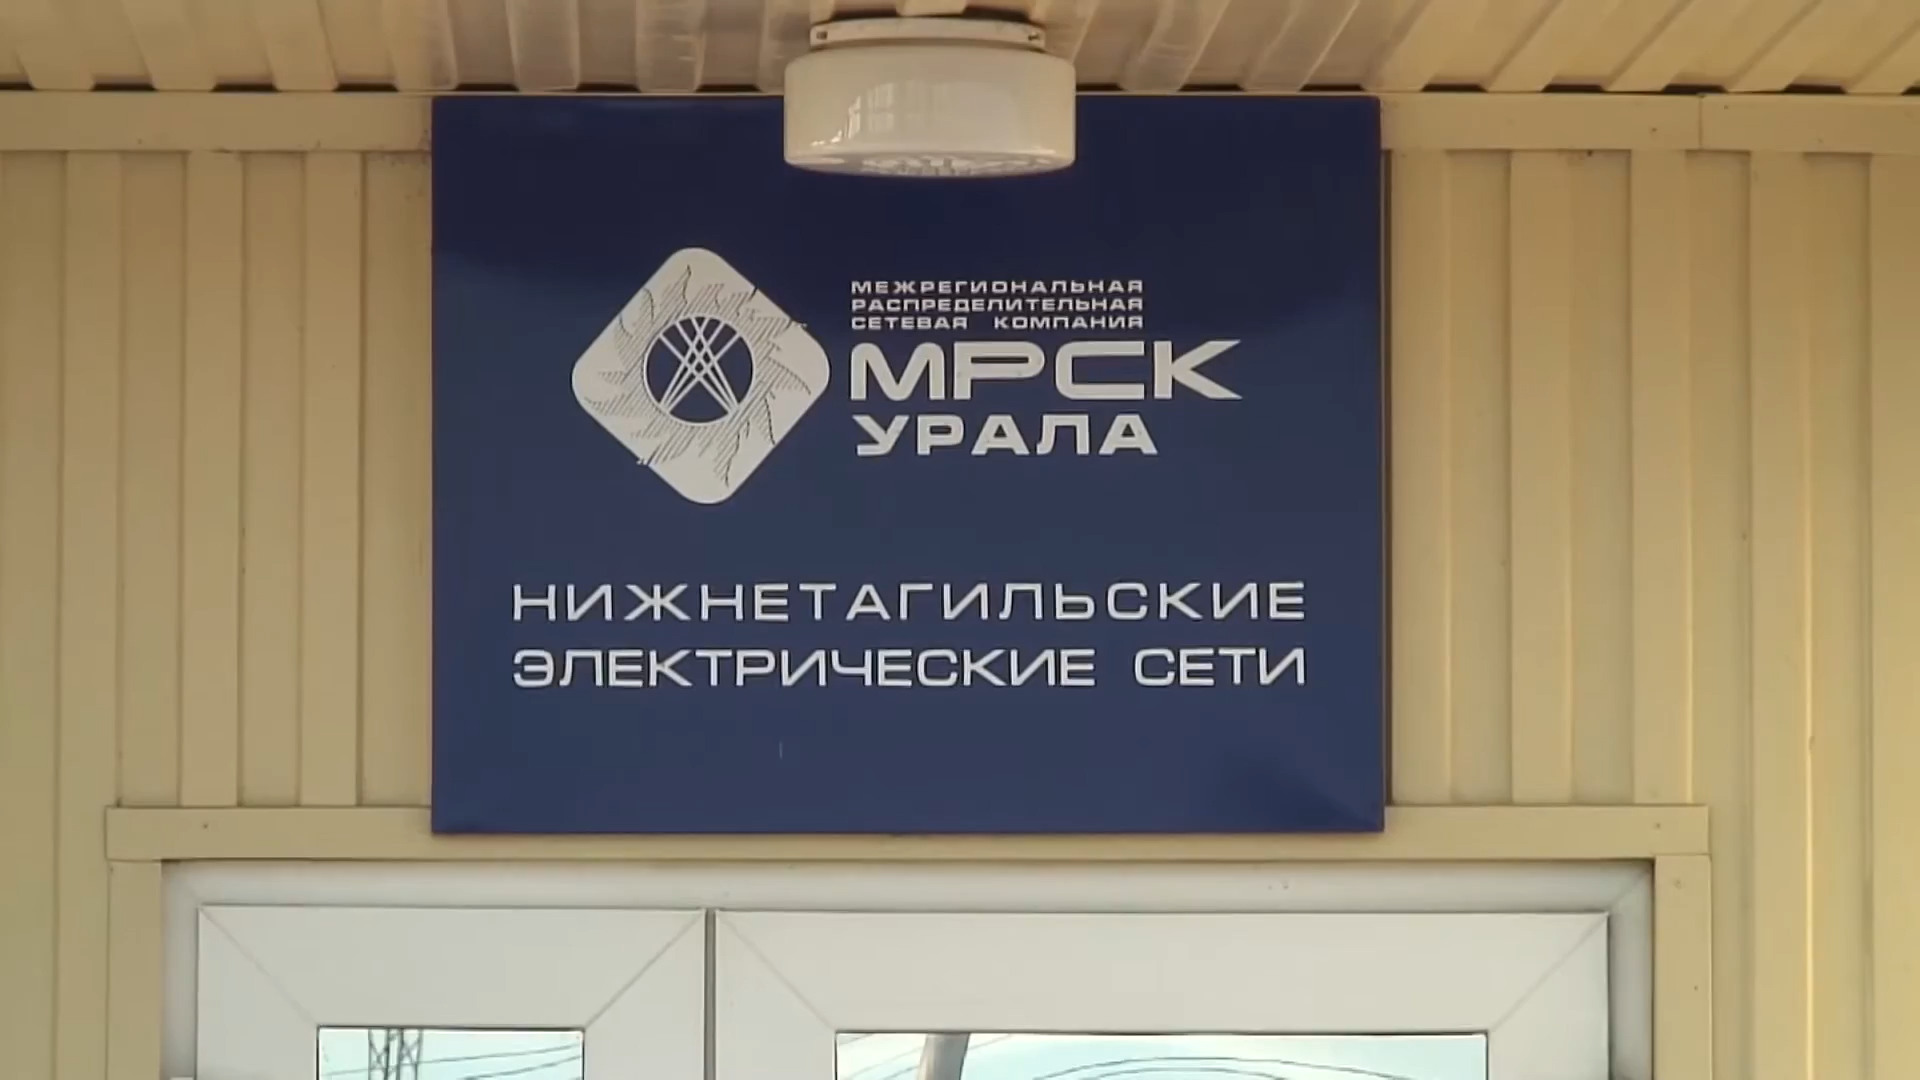 МЕЖРЕГИОНАЛЬНАЯ
РАСПРЕДЕЛИТЕЛЬНАЯ
СЕТЕВАЯ КОМПАНИЯ
МРСК
УРАЛА
НИЖНЕТАГИЛЬСКИЕ
ЭЛЕКТРИЧЕСКИЕ СЕТИ